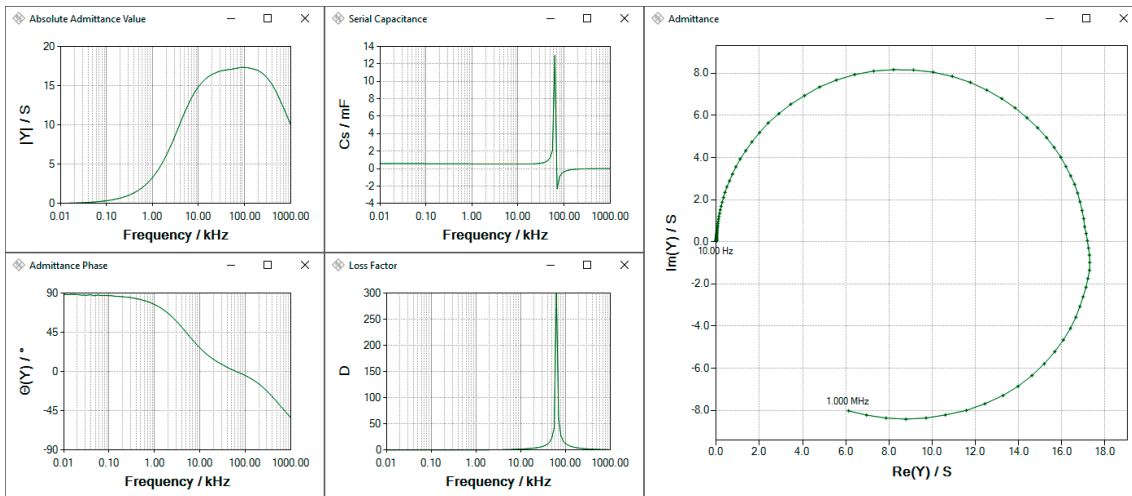 Absolute Admittance Value
20
15
10
5
0
0.01 0.10 1.00 10.00 100.00 1000.00
|Y| / S
Frequency / kHz
Serial Capacitance
14
12
10
8
6
4
2
0
-2
-4
0.01 0.10 1.00 10.00 100.00 1000.00
Cs / mF
Frequency / kHz
Admittance Phase
90
45
0
-45
-90
0.01 0.10 1.00 10.00 100.00 1000.00
Θ(Y) / °
Frequency / kHz
Loss Factor
300
250
200
150
100
50
0
0.01 0.10 1.00 10.00 100.00 1000.00
D
Frequency / kHz
Admittance
8.0
6.0
4.0
2.0
0.0
-2.0
-4.0
-6.0
-8.0
10.00 Hz
1.000 MHz
0.0 2.0 4.0 6.0 8.0 10.0 12.0 14.0 16.0 18.0
Im(Y) / S
Re(Y) / S